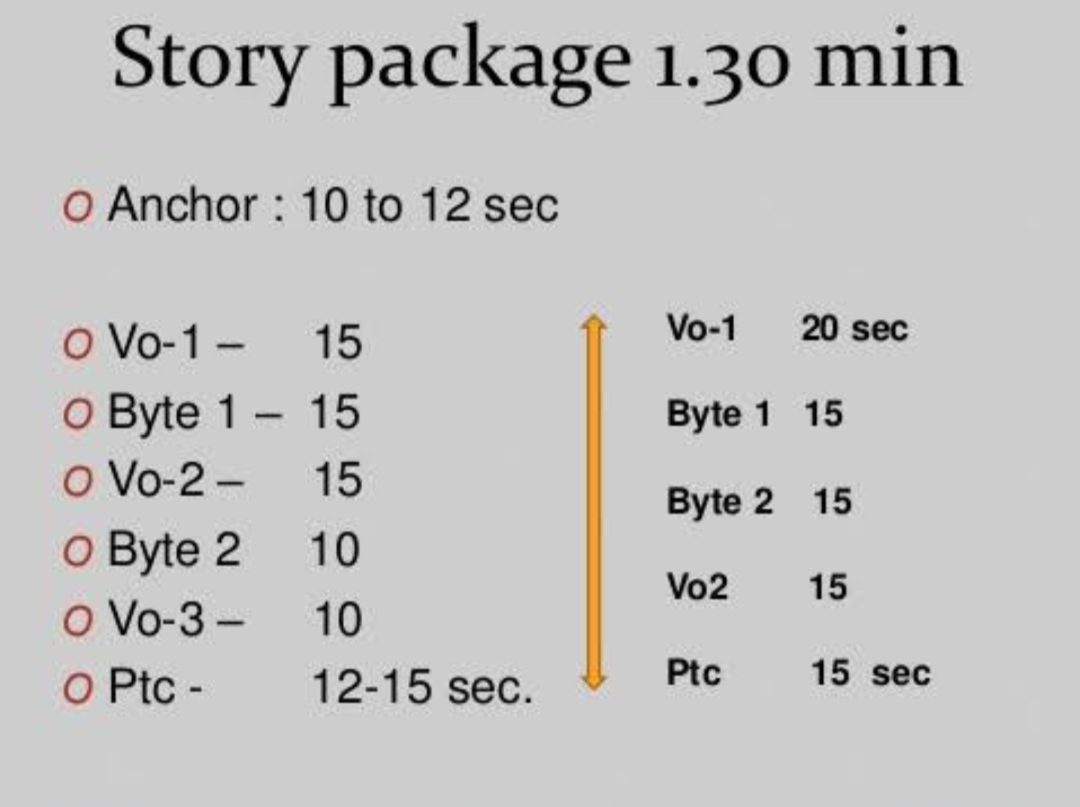 Story package 1.30 min
o Anchor : 10 to 12 sec
o Vo-1 – 15
o Byte 1 – 15
o Vo-2 – 15
o Byte 2 10
o Vo-3 – 10
o Ptc - 12-15 sec.
Vo-1 20 sec
Byte 1 15
Byte 2 15
Vo2 15
Ptc 15 sec